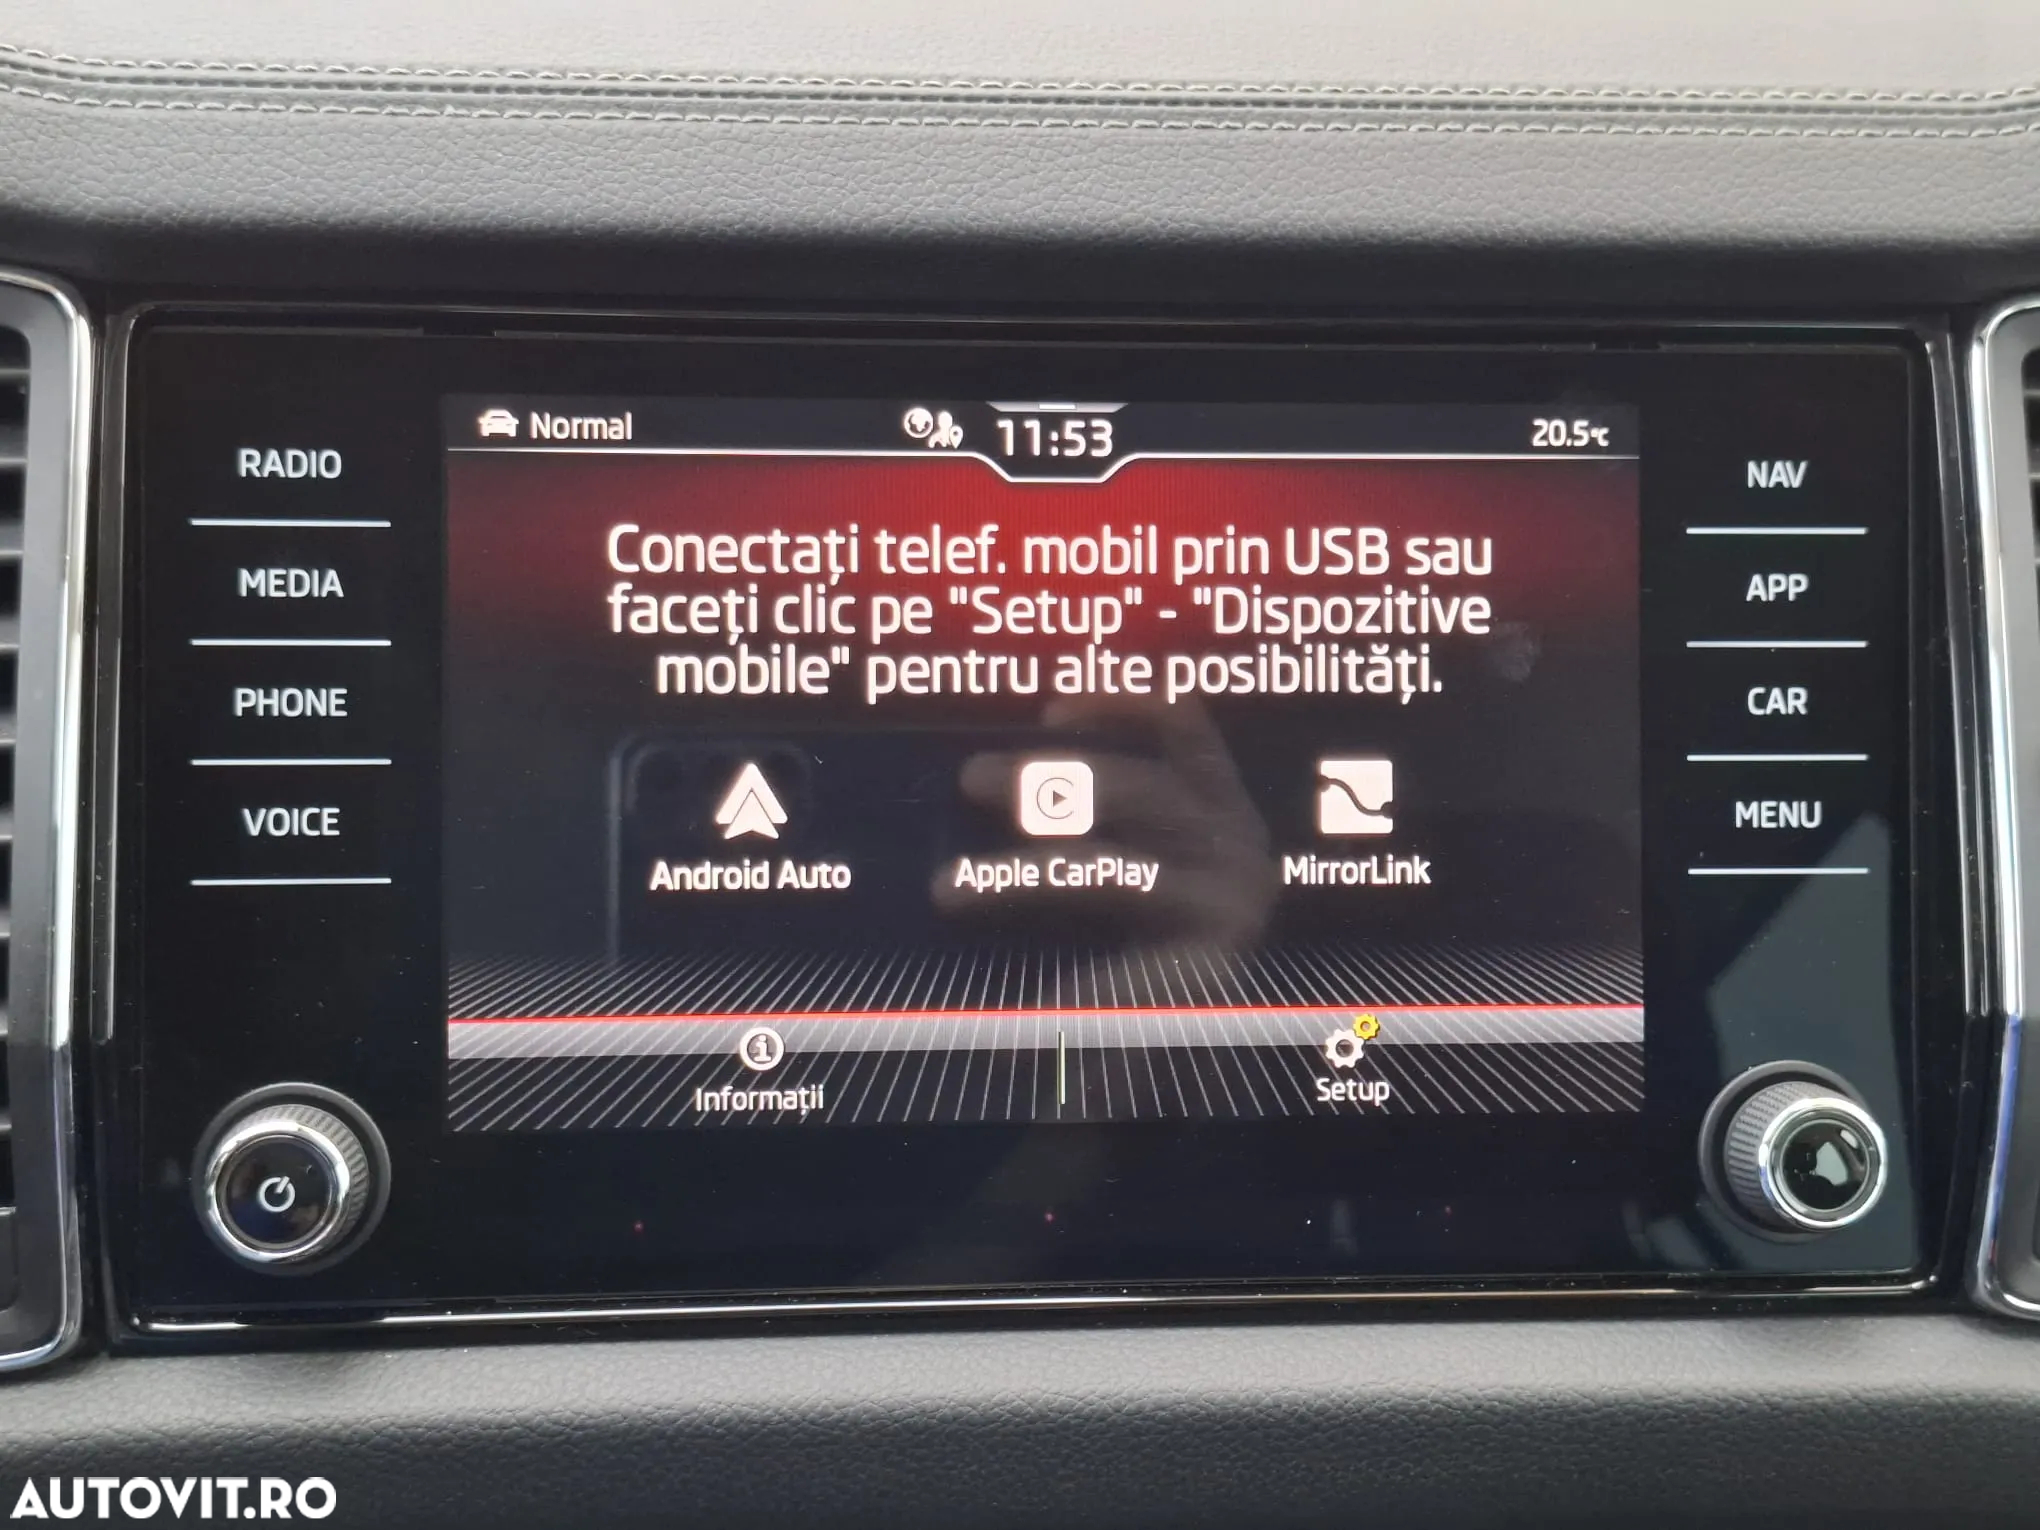 Normal
11:53
20.5°C
RADIO
MEDIA
PHONE
VOICE
Conectați telef. mobil prin USB sau
faceți clic pe "Setup" - "Dispozitive
mobile" pentru alte posibilități.
Android Auto
Apple CarPlay
MirrorLink
Informații
Setup
NAV
APP
CAR
MENU
AUTOVIT.RO